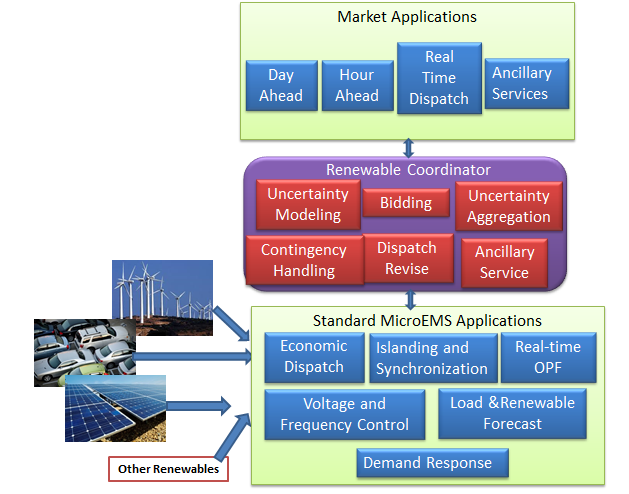 Market Applications
Day
Ahead
Hour
Ahead
Real
Time
Dispatch
Ancillary
Services
Renewable Coordinator
Uncertainty
Modeling
Bidding
Uncertainty
Aggregation
Contingency
Handling
Dispatch
Revise
Ancillary
Service
Standard MicroEMS Applications
Economic
Dispatch
Islanding and
Synchronization
Real-time
OPF
Voltage and
Frequency Control
Load &Renewable
Forecast
Demand Response
Other Renewables